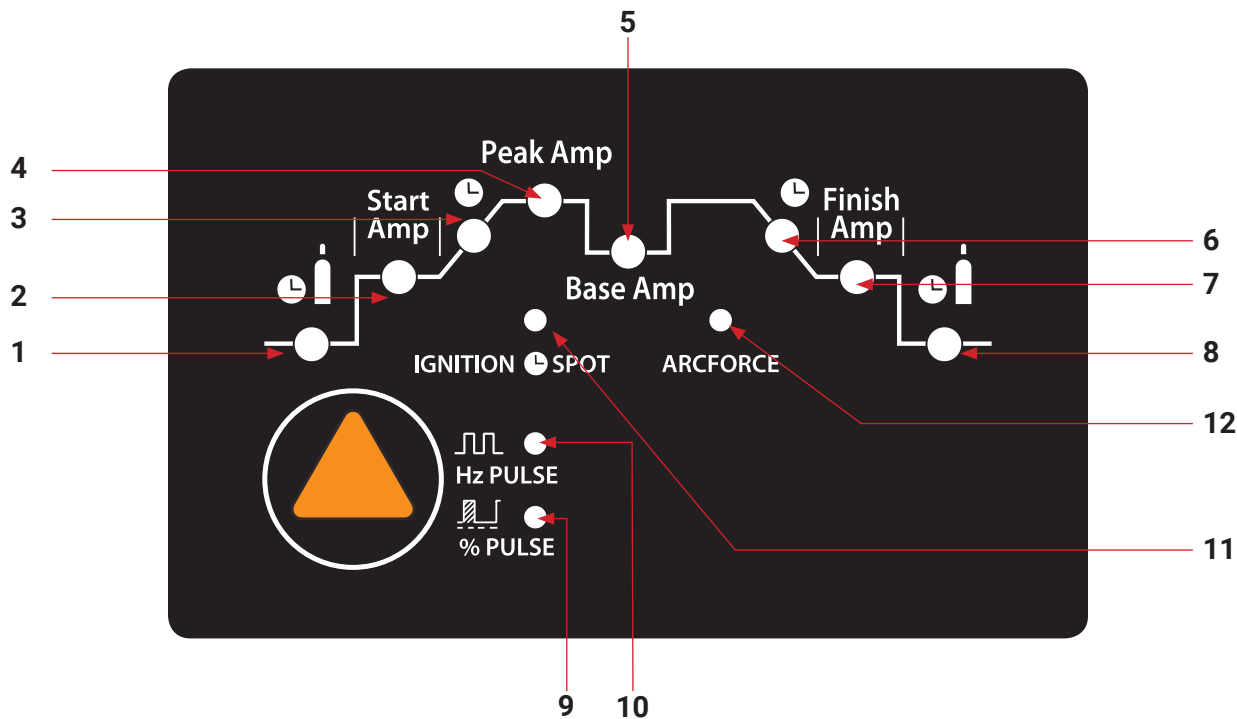 5
4
Peak Amp
3
Start
Amp
Finish
Amp
6
2
Base Amp
7
1
IGNITION SPOT
ARCFORCE
8
12
Hz PULSE
% PULSE
11
9
10